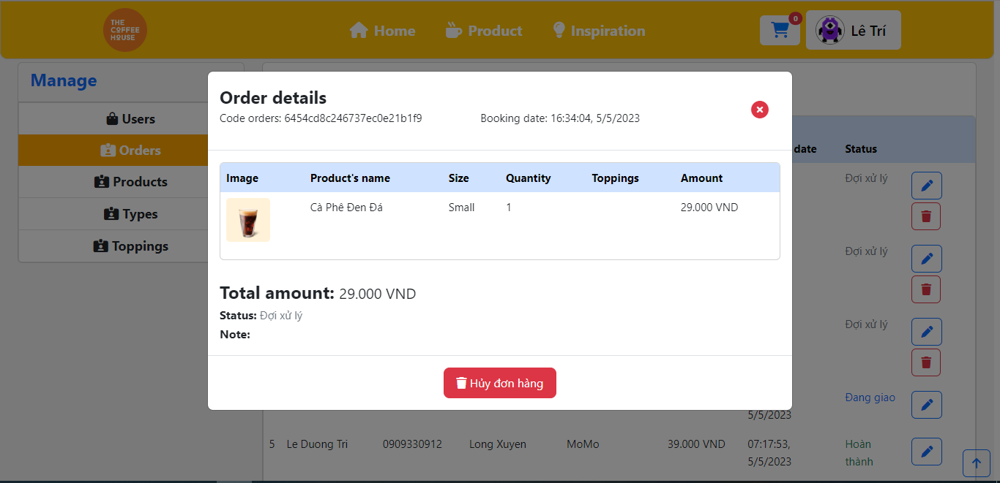 THE
COFFEE
HOUSE
Home
Product
Inspiration
0
Lê Trí
Manage
Users
Orders
Products
Types
Toppings
Order details
Code orders: 6454cd8c246737ec0e21b1f9
Booking date: 16:34:04, 5/5/2023
Image Product's name Size Quantity Toppings Amount
Cà Phê Đen Đá Small 1 29.000 VND
Total amount: 29.000 VND
Status: Đợi xử lý
Note:
Hủy đơn hàng
date Status
Đợi xử lý
Đợi xử lý
Đợi xử lý
Đang giao
5/5/2023
5 Le Duong Tri 0909330912 Long Xuyen MoMo 39.000 VND 07:17:53, Hoàn
5/5/2023 thành